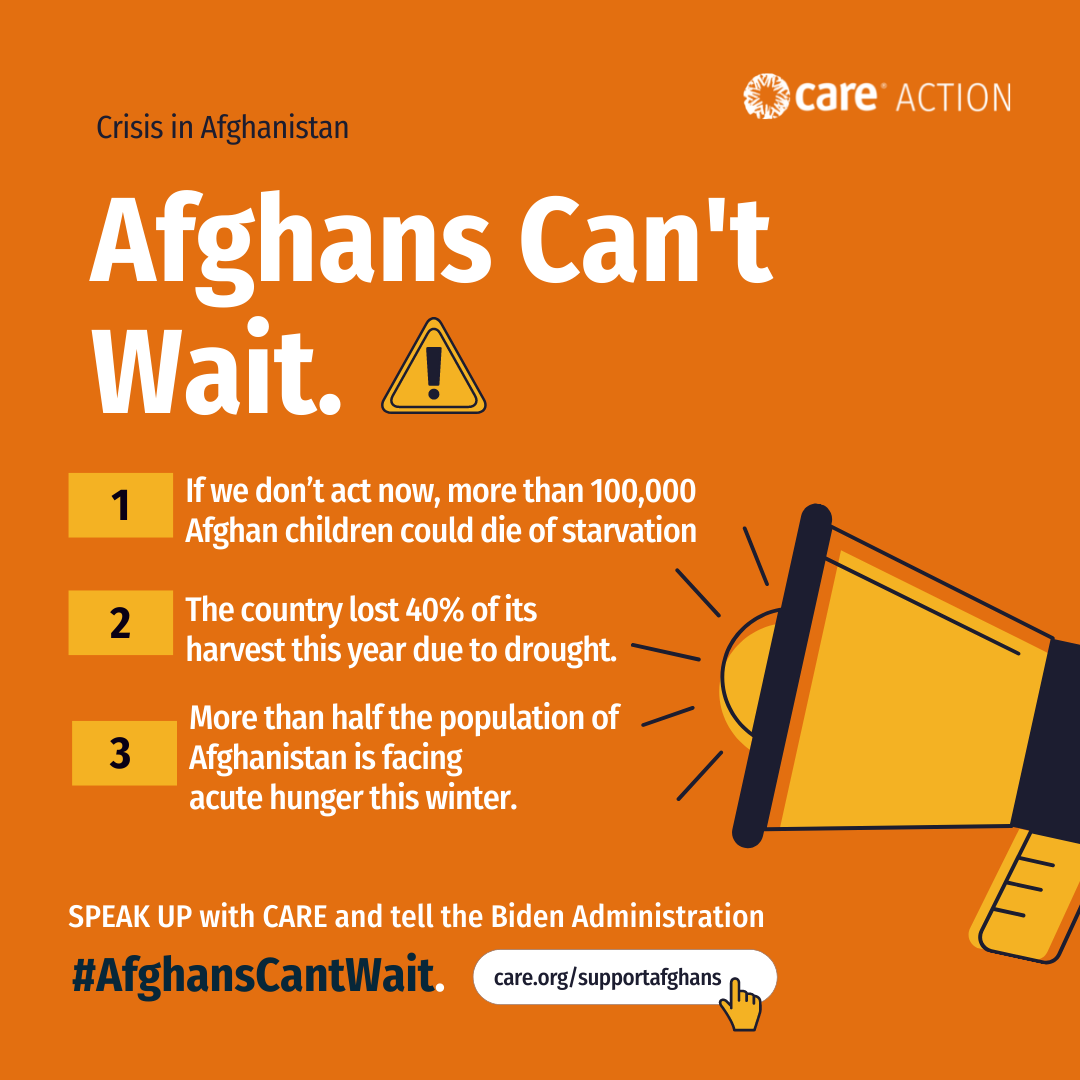 care® ACTION
Crisis in Afghanistan
Afghans Can't
Wait.
!
1
If we don’t act now, more than 100,000
Afghan children could die of starvation
2
The country lost 40% of its
harvest this year due to drought.
3
More than half the population of
Afghanistan is facing
acute hunger this winter.
SPEAK UP with CARE and tell the Biden Administration
#AfghansCantWait.
care.org/supportafghans